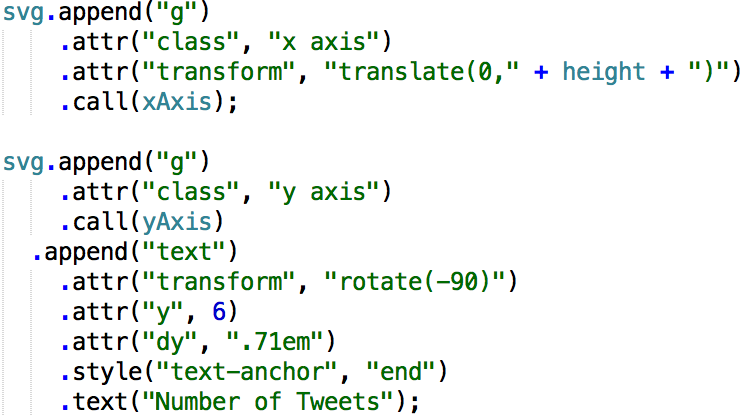 svg.append("g")
    .attr("class", "x axis")
    .attr("transform", "translate(0," + height + ")")
    .call(xAxis);

svg.append("g")
    .attr("class", "y axis")
    .call(yAxis)
  .append("text")
    .attr("transform", "rotate(-90)")
    .attr("y", 6)
    .attr("dy", ".71em")
    .style("text-anchor", "end")
    .text("Number of Tweets");